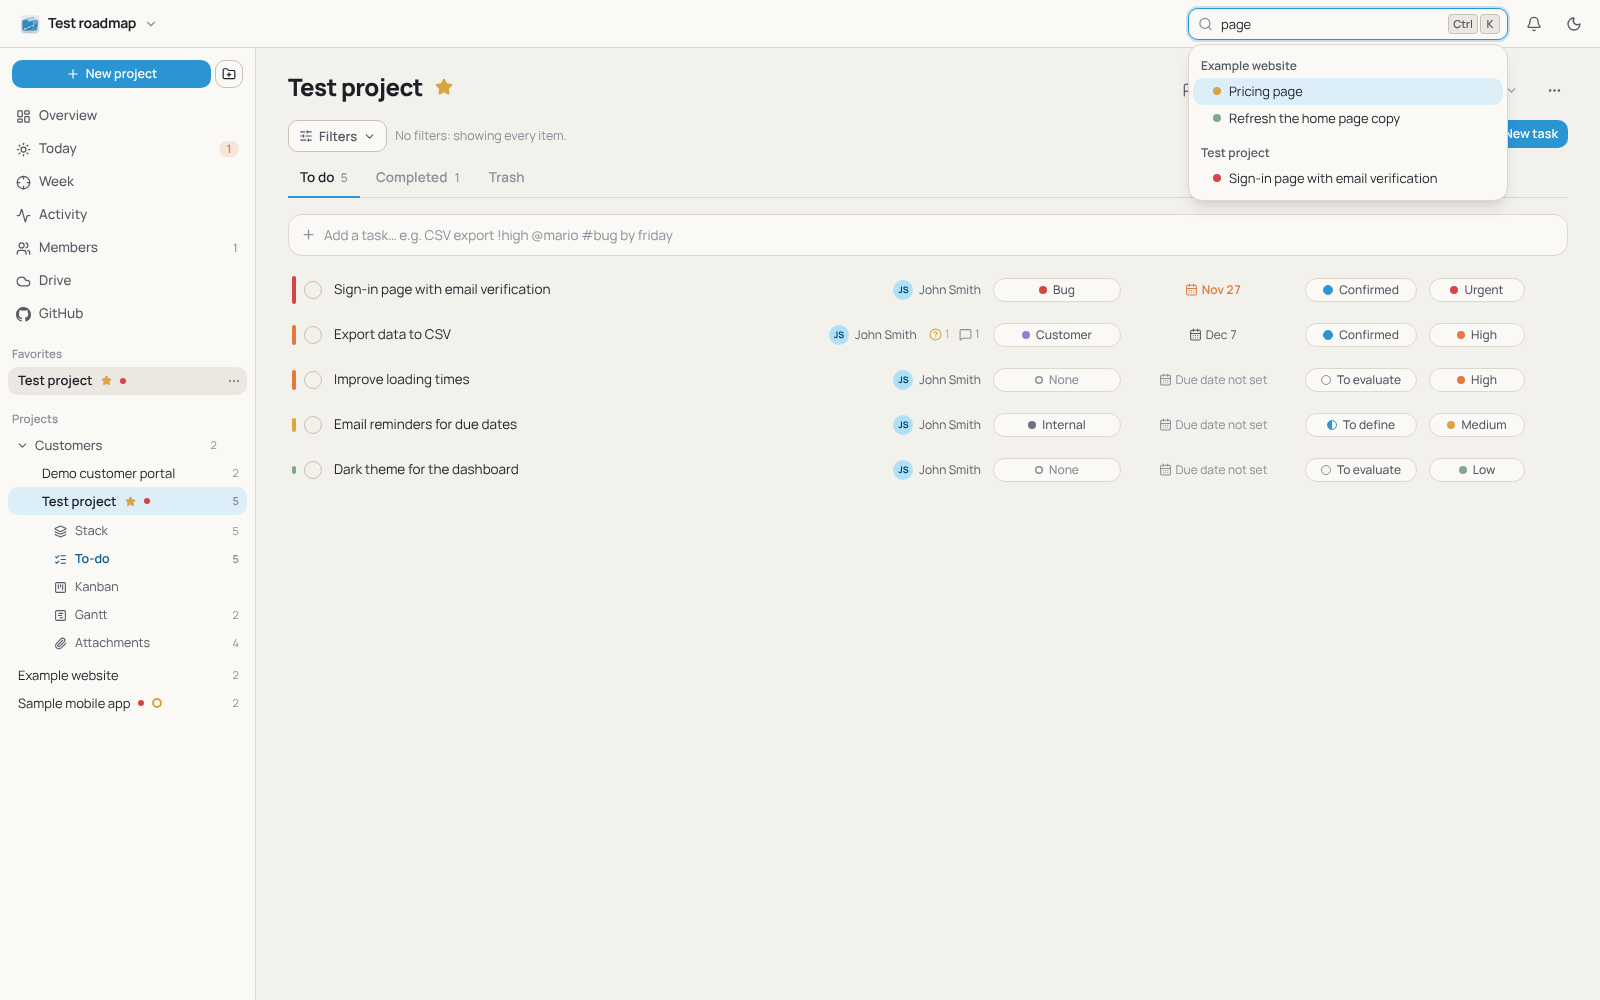 Test roadmap
page
Ctrl K
New project
Overview
Today 1
Week
Activity
Members 1
Drive
GitHub
Favorites
Test project
Projects
Customers 2
Demo customer portal 2
Test project 5
Stack 5
To-do 5
Kanban
Gantt 2
Attachments 4
Example website 2
Sample mobile app 2
Test project
Filters
No filters: showing every item.
New task
Example website
Pricing page
Refresh the home page copy
Test project
Sign-in page with email verification
To do 5
Completed 1
Trash
Add a task... e.g. CSV export !high @mario #bug by friday
Sign-in page with email verification JS John Smith Bug Nov 27 Confirmed Urgent
Export data to CSV JS John Smith 1 1 Customer Dec 7 Confirmed High
Improve loading times JS John Smith None Due date not set To evaluate High
Email reminders for due dates JS John Smith Internal Due date not set To define Medium
Dark theme for the dashboard JS John Smith None Due date not set To evaluate Low